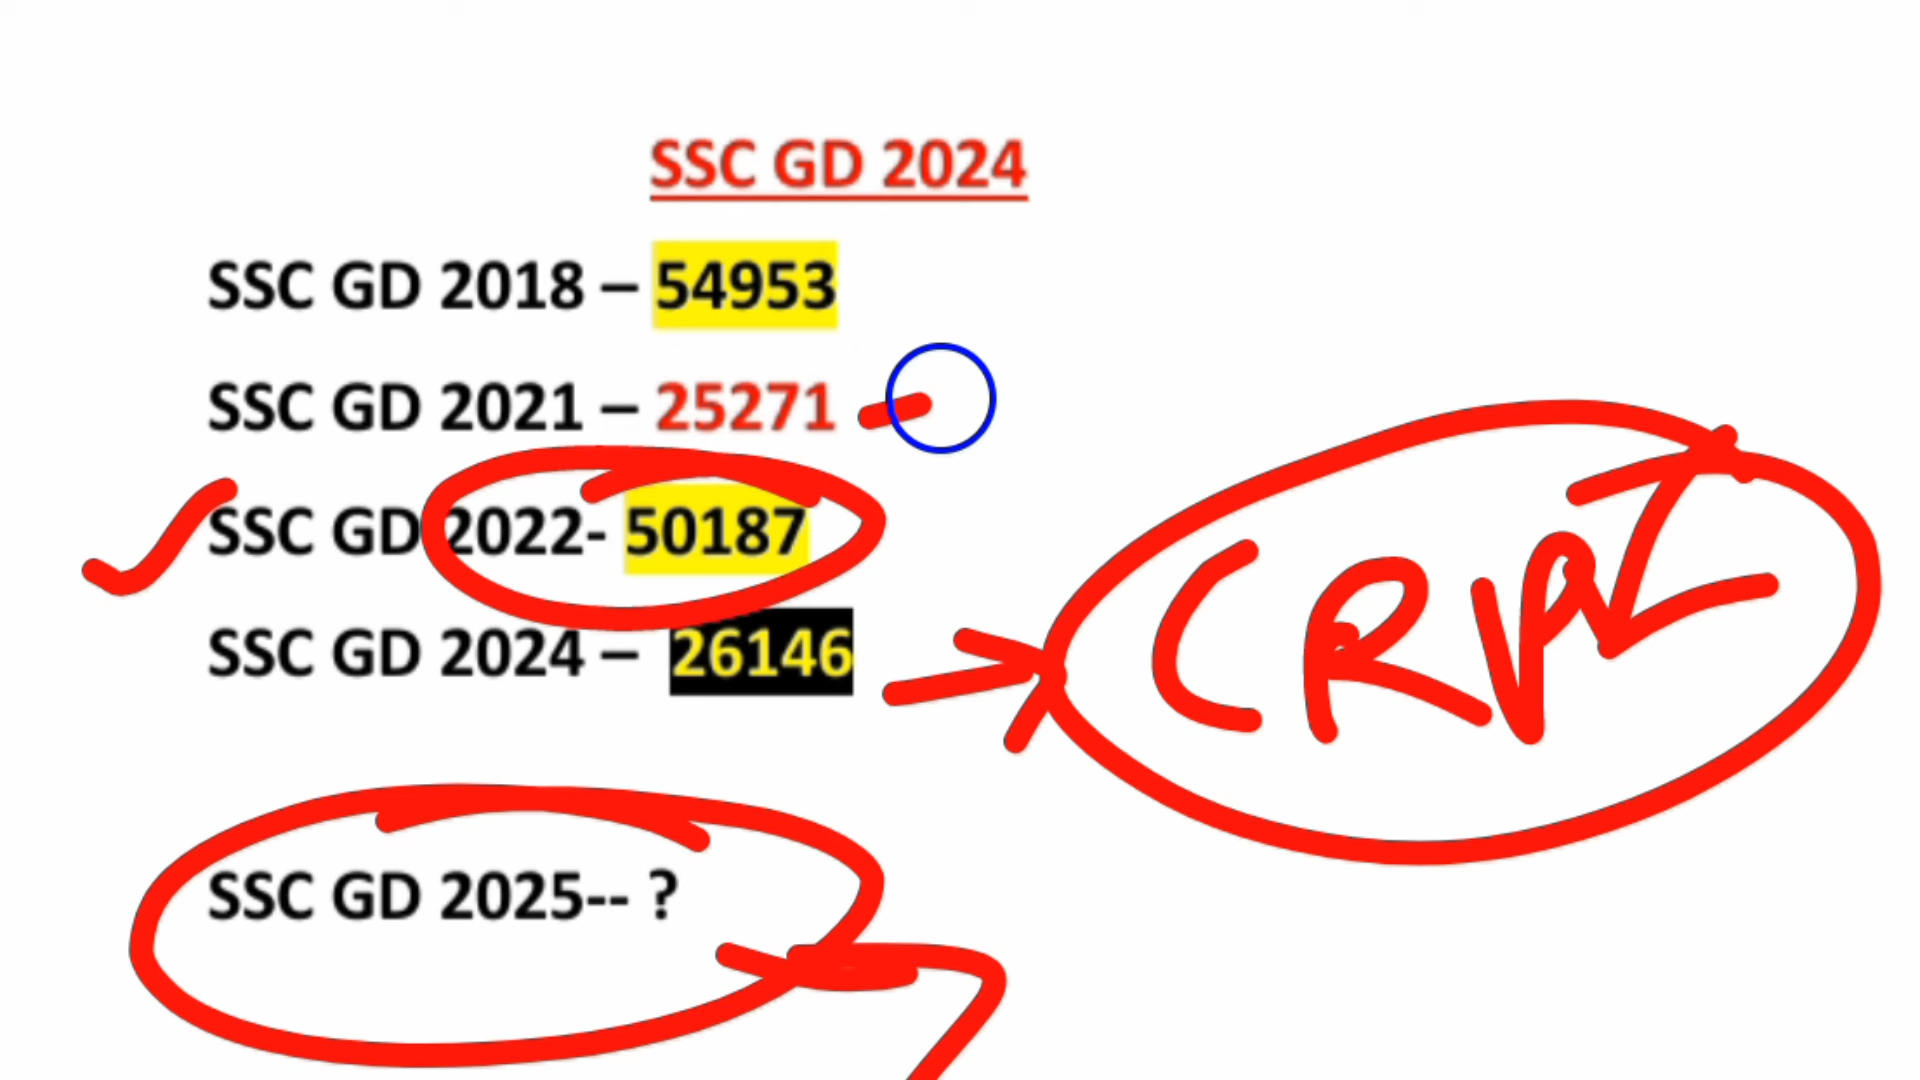 SSC GD 2024
SSC GD 2018 – 54953
SSC GD 2021 – 25271
SSC GD 2022- 50187
SSC GD 2024 – 26146
CRPF
SSC GD 2025-- ?